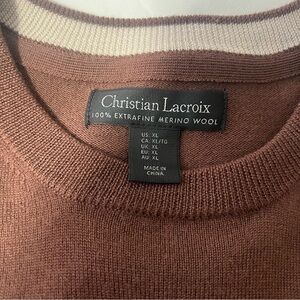 Christian Lacroix
100% EXTRAFINE MERINO WOOL
US: XL
CA: XL/TG
UK: XL
EU: XL
AU: XL
MADE IN
CHINA